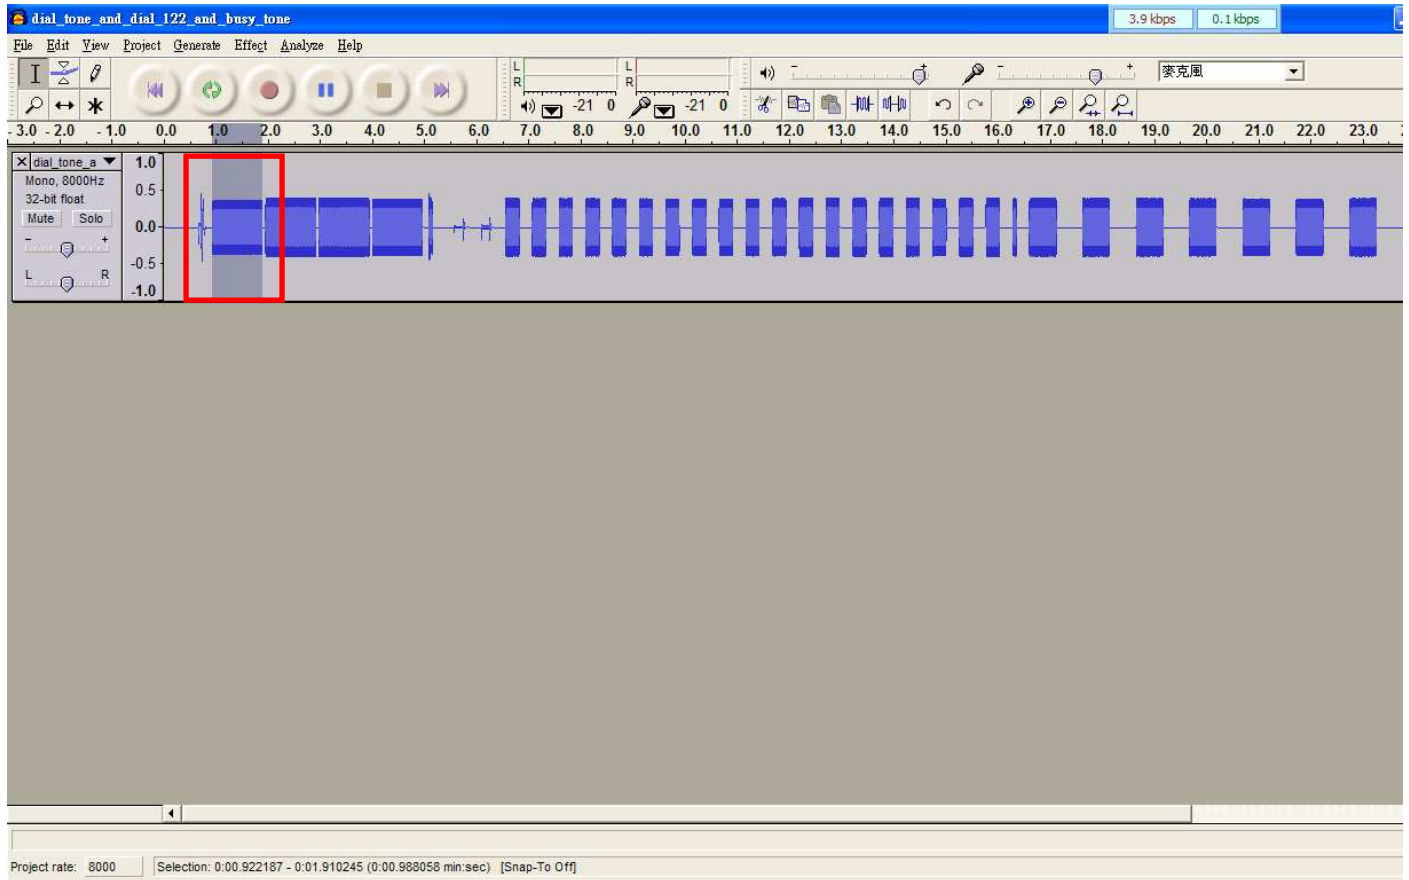 dial_tone_and_dial_122_and_busy_tone
3.9 kbps 0.1 kbps
File Edit View Project Generate Effect Analyze Help
L R L R
-21 0 -21 0
- + - +
麥克風
- 3.0 - 2.0 - 1.0 0.0 1.0 2.0 3.0 4.0 5.0 6.0 7.0 8.0 9.0 10.0 11.0 12.0 13.0 14.0 15.0 16.0 17.0 18.0 19.0 20.0 21.0 22.0 23.0
dial_tone_a
Mono, 8000Hz
32-bit float
Mute Solo
- +
L R
1.0
0.5
0.0
-0.5
-1.0
Project rate: 8000 Selection: 0:00.922187 - 0:01.910245 (0:00.988058 min:sec) [Snap-To Off]